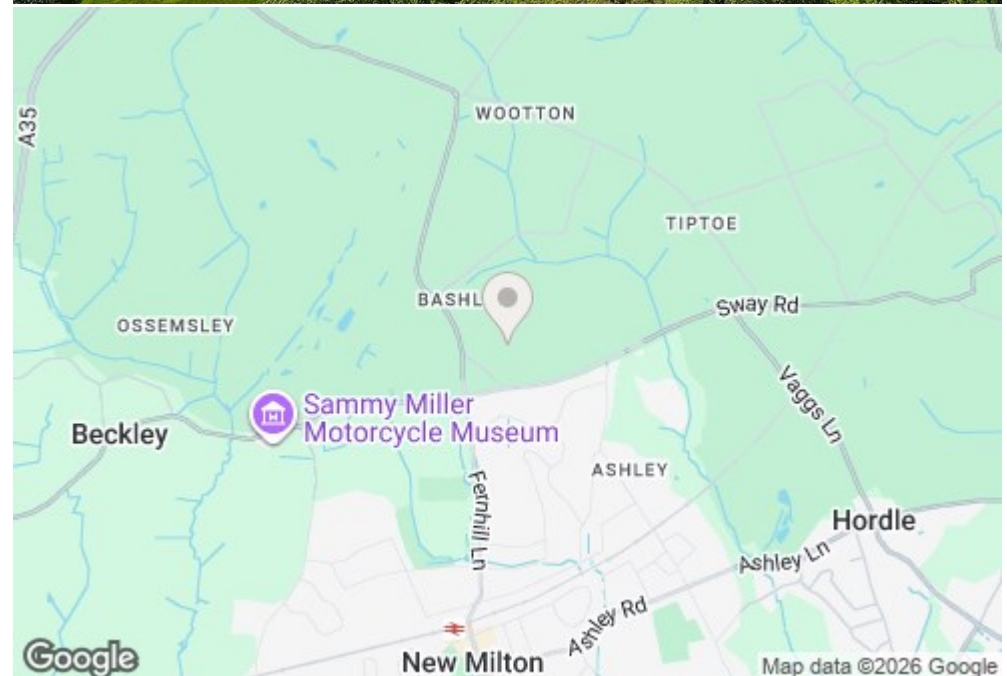 A35
WOOTTON
TIPTOE
BASHL
Sway Rd
OSSEMSLEY
Sammy Miller
Motorcycle Museum
Beckley
Vaggs Ln
ASHLEY
Fernhill Ln
Hordle
Ashley Ln
Ashley Rd
New Milton
Google
Map data ©2026 Google